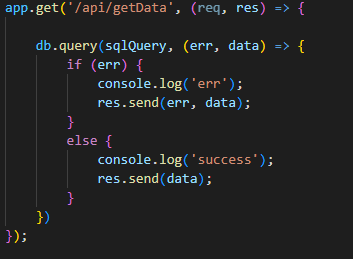 app.get('/api/getData', (req, res) => {
db.query(sqlQuery, (err, data) => {
if (err) {
console.log('err');
res.send(err, data);
}
else {
console.log('success');
res.send(data);
}
})
});